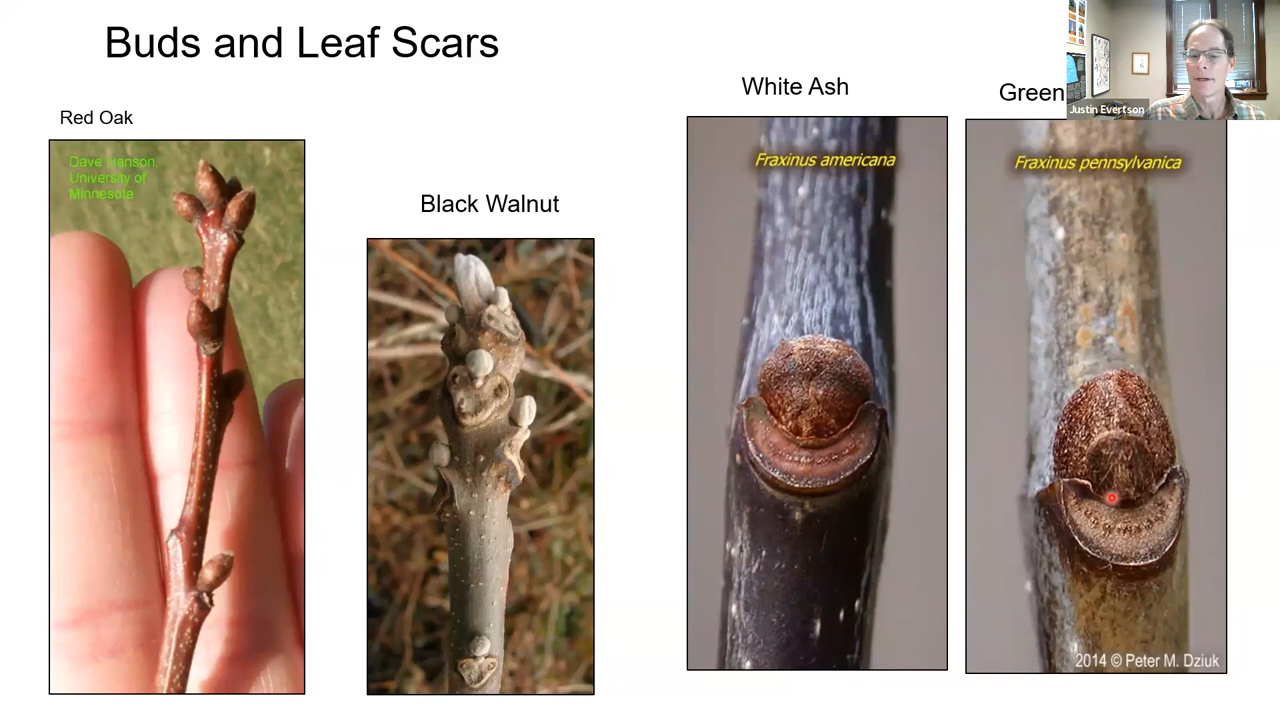 Buds and Leaf Scars
Red Oak
Dave Hanson,
University of
Minnesota
Black Walnut
White Ash
Fraxinus americana
Green
Fraxinus pennsylvanica
2014 © Peter M. Dziuk
Justin Evertson